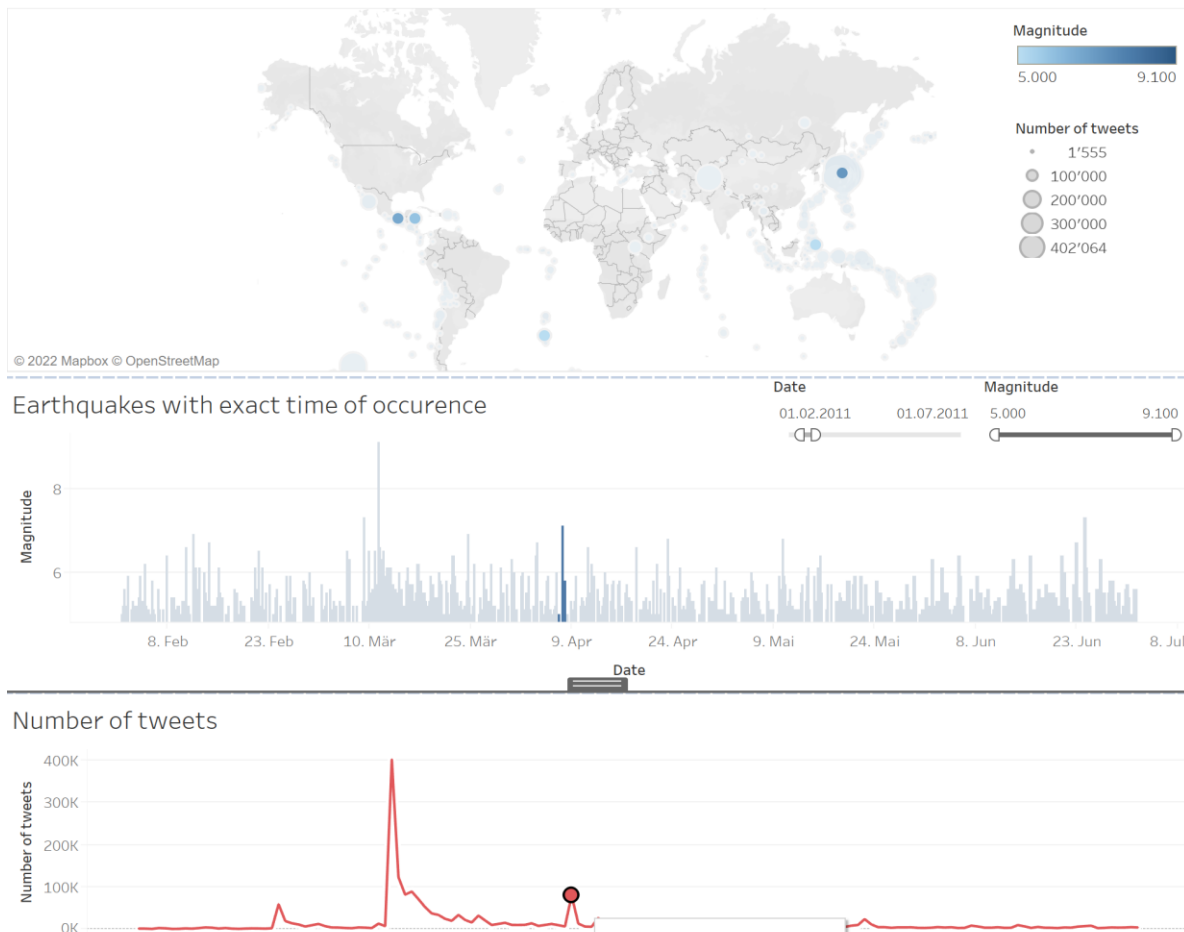 Magnitude
5.000 9.100
Number of tweets
1'555
100'000
200'000
300'000
402'064
© 2022 Mapbox © OpenStreetMap
Earthquakes with exact time of occurence
Date
01.02.2011 01.07.2011
Magnitude
5.000 9.100
Magnitude
8
6
8. Feb 23. Feb 10. Mär 25. Mär 9. Apr 24. Apr 9. Mai 24. Mai 8. Jun 23. Jun 8. Jul
Date
Number of tweets
Number of tweets
400K
300K
200K
100K
0K